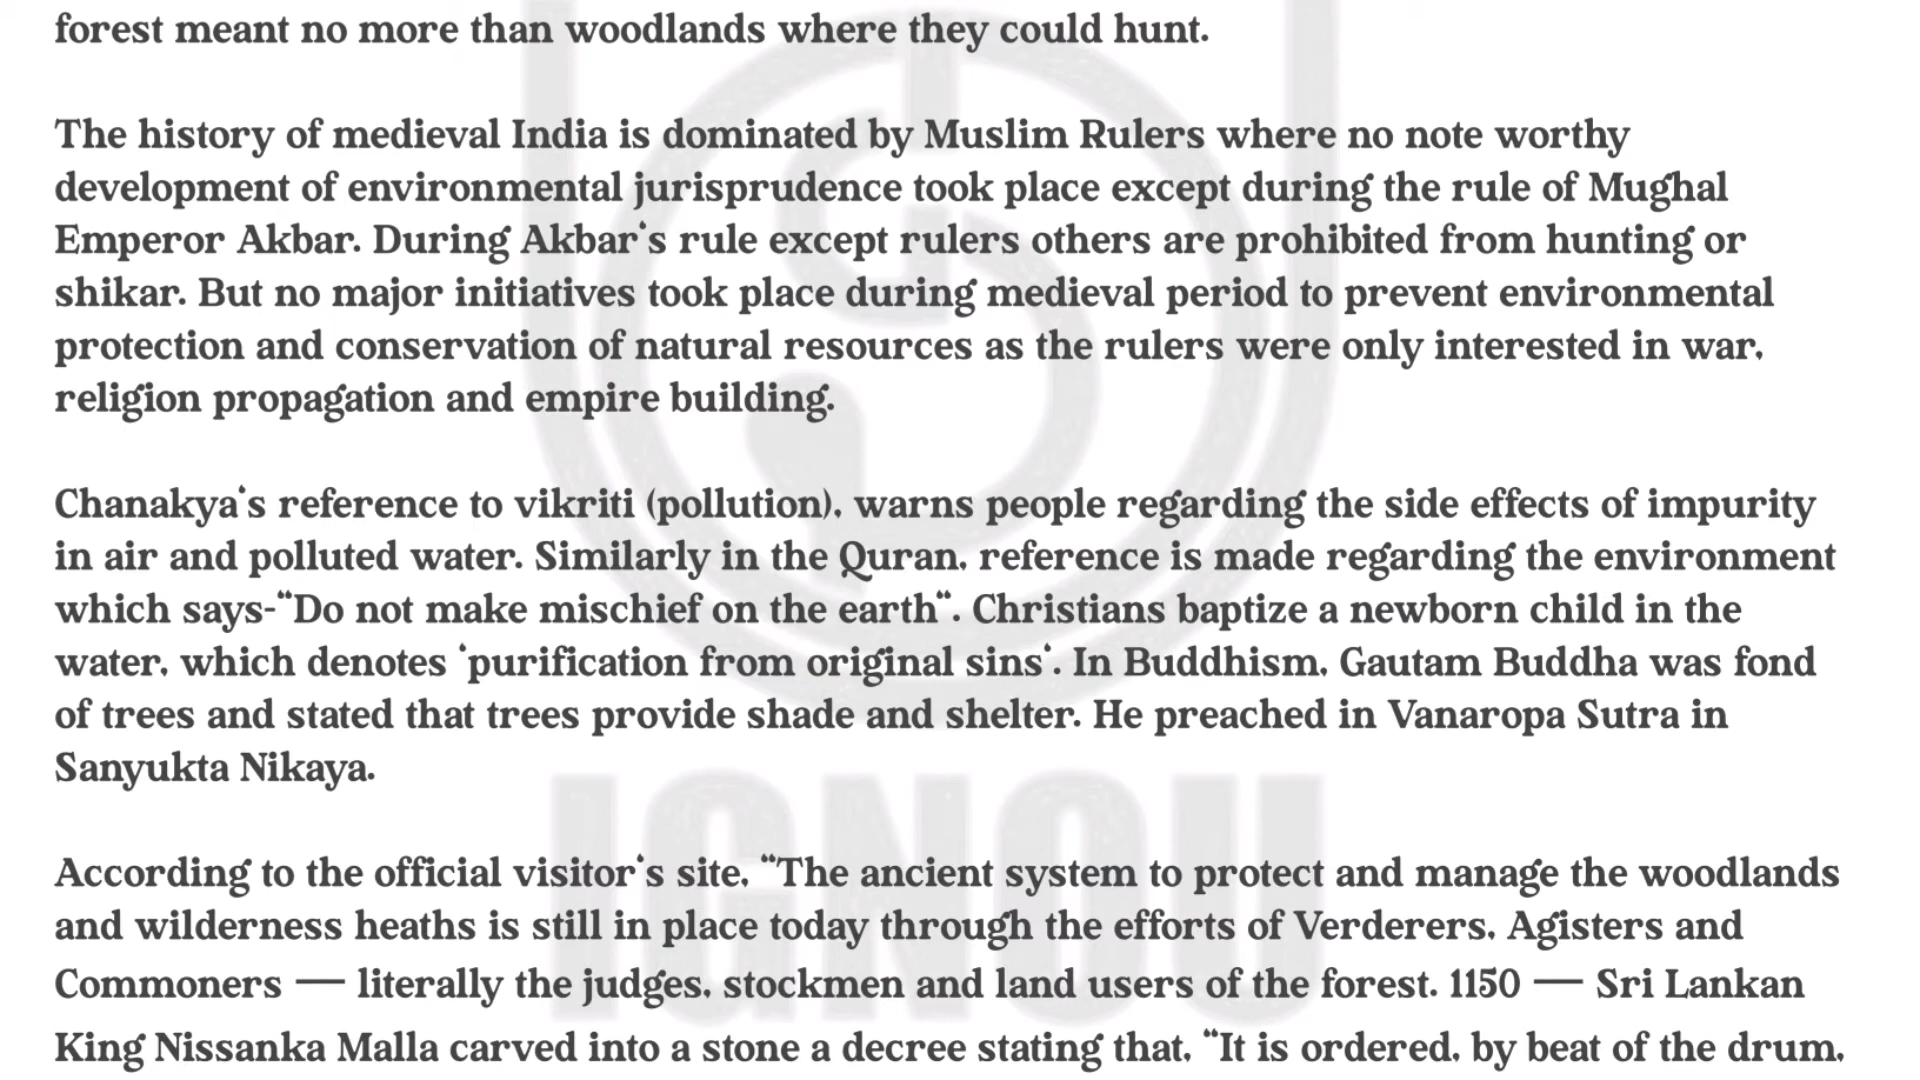 forest meant no more than woodlands where they could hunt.
The history of medieval India is dominated by Muslim Rulers where no note worthy
development of environmental jurisprudence took place except during the rule of Mughal
Emperor Akbar. During Akbar‘s rule except rulers others are prohibited from hunting or
shikar. But no major initiatives took place during medieval period to prevent environmental
protection and conservation of natural resources as the rulers were only interested in war,
religion propagation and empire building.
Chanakya‘s reference to vikriti (pollution), warns people regarding the side effects of impurity
in air and polluted water. Similarly in the Quran, reference is made regarding the environment
which says-“Do not make mischief on the earth“. Christians baptize a newborn child in the
water, which denotes ‘purification from original sins‘. In Buddhism, Gautam Buddha was fond
of trees and stated that trees provide shade and shelter. He preached in Vanaropa Sutra in
Sanyukta Nikaya.
According to the official visitor‘s site, “The ancient system to protect and manage the woodlands
and wilderness heaths is still in place today through the efforts of Verderers, Agisters and
Commoners — literally the judges, stockmen and land users of the forest. 1150 — Sri Lankan
King Nissanka Malla carved into a stone a decree stating that, “It is ordered, by beat of the drum,
IGNOU